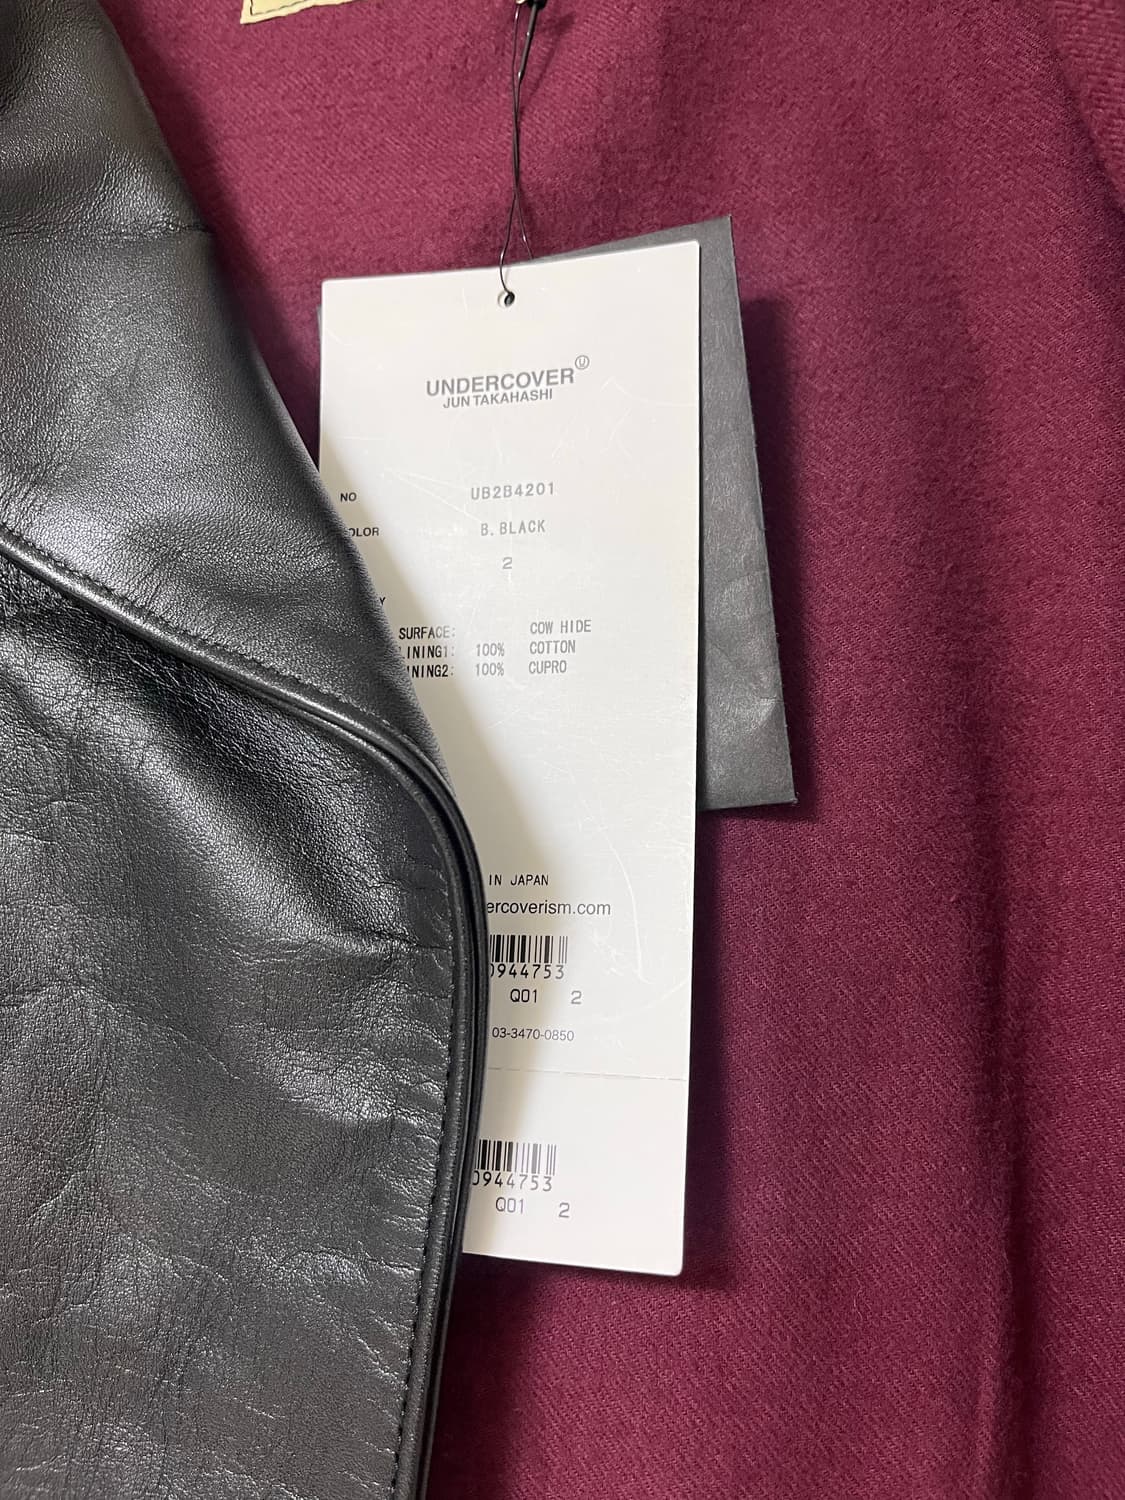 UNDERCOVER Ⓤ
JUN TAKAHASHI
NO UB2B4201
OLOR B. BLACK
2
Y
SURFACE: COW HIDE
INING1: 100% COTTON
NING2: 100% CUPRO
IN JAPAN
ercoverism.com
0944753
Q01 2
03-3470-0850
0944753
Q01 2